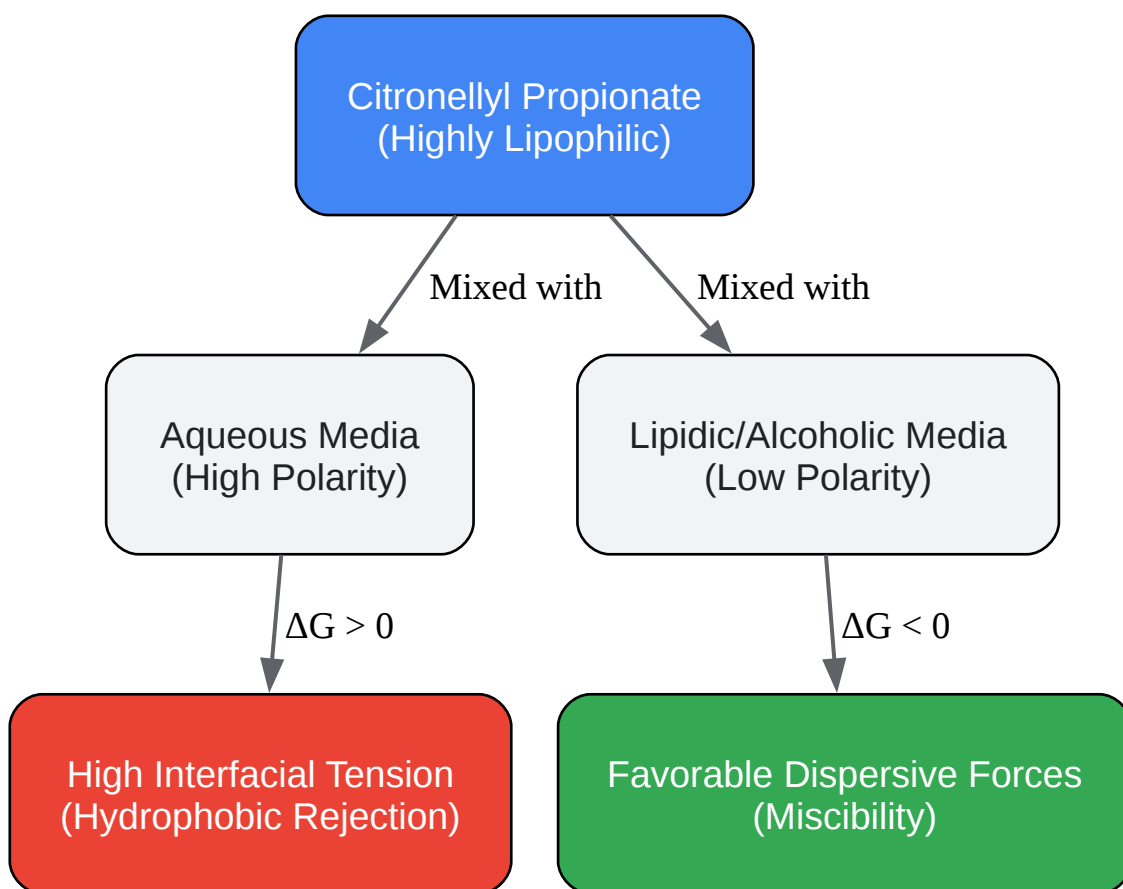 Citronellyl Propionate
(Highly Lipophilic)
Mixed with
Mixed with
Aqueous Media
(High Polarity)
Lipidic/Alcoholic Media
(Low Polarity)
ΔG > 0
ΔG < 0
High Interfacial Tension
(Hydrophobic Rejection)
Favorable Dispersive Forces
(Miscibility)